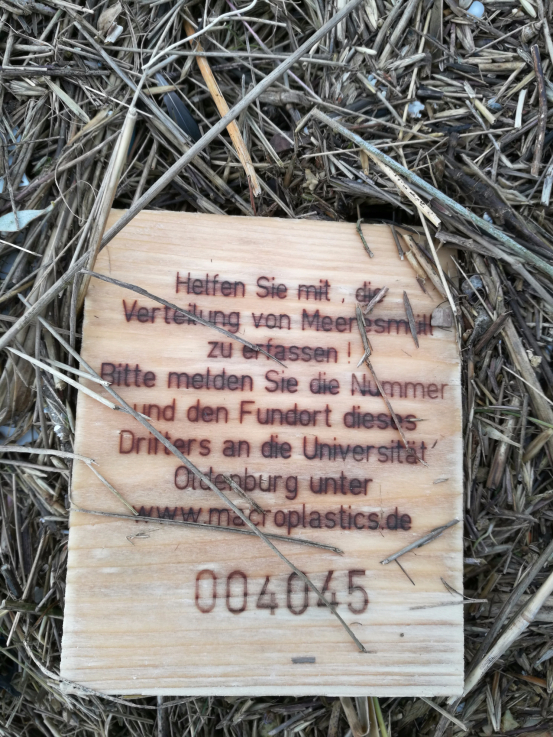 Helfen Sie mit , die
Verteilung von Meeresmüll
zu erfassen !
Bitte melden Sie die Nummer
und den Fundort dieses
Drifters an die Universität
Oldenburg unter
www.macroplastics.de
004045